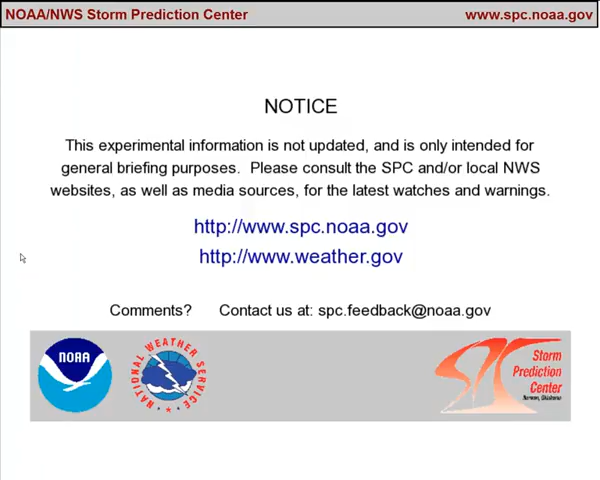 NOAA/NWS Storm Prediction Center www.spc.noaa.gov
NOTICE
This experimental information is not updated, and is only intended for
general briefing purposes. Please consult the SPC and/or local NWS
websites, as well as media sources, for the latest watches and warnings.
http://www.spc.noaa.gov
http://www.weather.gov
Comments? Contact us at: spc.feedback@noaa.gov
NOAA
NATIONAL WEATHER SERVICE
SPC
Storm
Prediction
Center
Norman, Oklahoma